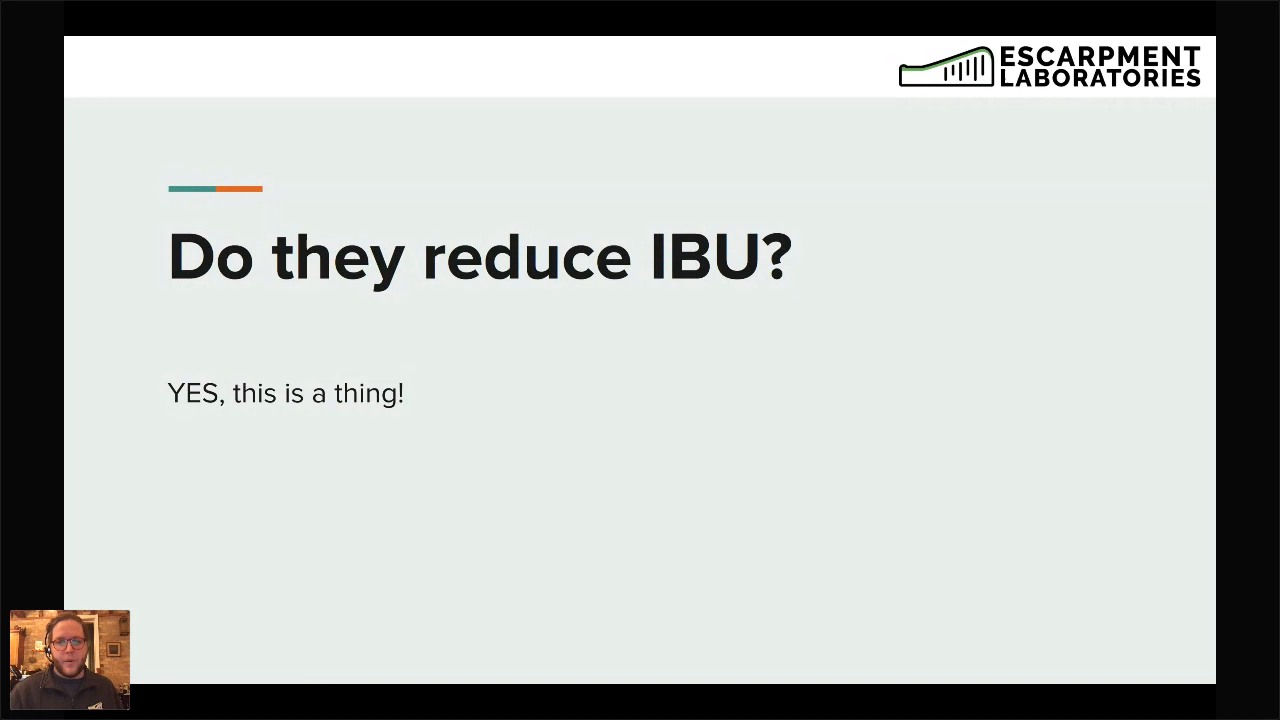 ESCARPMENT
LABORATORIES
Do they reduce IBU?
YES, this is a thing!